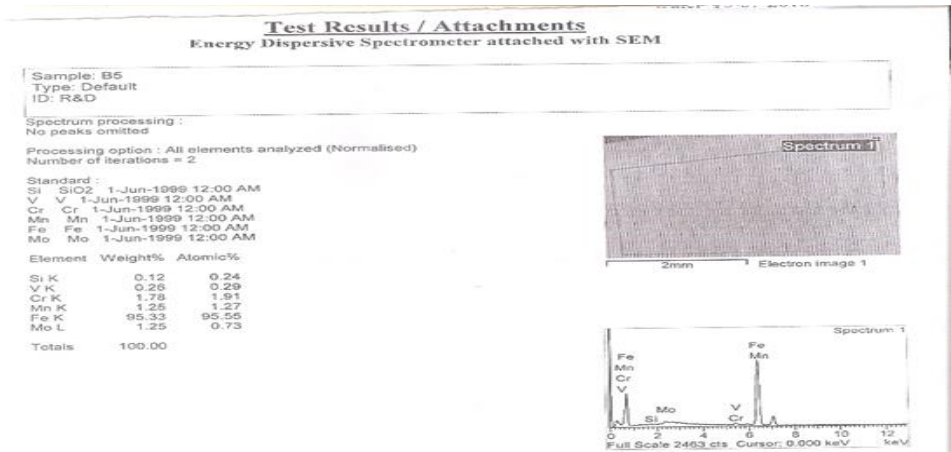 Test Results / Attachments
Energy Dispersive Spectrometer attached with SEM
Sample: B5
Type: Default
ID: R&D
Spectrum processing :
No peaks omitted
Processing option : All elements analyzed (Normalised)
Number of iterations = 2
Standard :
Si SiO2 1-Jun-1999 12:00 AM
V V 1-Jun-1999 12:00 AM
Cr Cr 1-Jun-1999 12:00 AM
Mn Mn 1-Jun-1999 12:00 AM
Fe Fe 1-Jun-1999 12:00 AM
Mo Mo 1-Jun-1999 12:00 AM
Element Weight% Atomic%
Si K 0.12 0.24
V K 0.26 0.29
Cr K 1.78 1.91
Mn K 1.25 1.27
Fe K 95.33 95.55
Mo L 1.25 0.73
Totals 100.00
Spectrum 1
2mm Electron image 1
Spectrum 1
Fe
Mn
Cr
V
Si
Mo
V
Cr
Fe
Mn
0 2 4 6 8 10 12
Full Scale 2463 cts Cursor: 0.000 keV keV